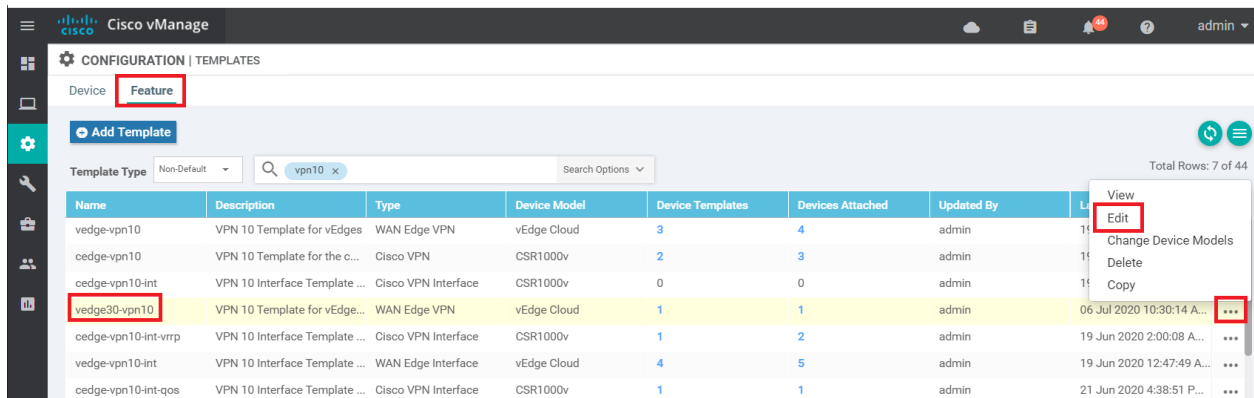 cisco Cisco vManage 44 admin
CONFIGURATION | TEMPLATES
Device Feature
Add Template
Template Type Non-Default vpn10 x Search Options Total Rows: 7 of 44
Name Description Type Device Model Device Templates Devices Attached Updated By La
View
Edit
Change Device Models
Delete
Copy
vedge-vpn10 VPN 10 Template for vEdges WAN Edge VPN vEdge Cloud 3 4 admin 19
cedge-vpn10 VPN 10 Template for the c... Cisco VPN CSR1000v 2 3 admin 19
cedge-vpn10-int VPN 10 Interface Template ... Cisco VPN Interface CSR1000v 0 0 admin 19
vedge30-vpn10 VPN 10 Template for vEdge... WAN Edge VPN vEdge Cloud 1 1 admin 06 Jul 2020 10:30:14 A... ...
cedge-vpn10-int-vrrp VPN 10 Interface Template ... Cisco VPN Interface CSR1000v 1 2 admin 19 Jun 2020 2:00:08 A... ...
vedge-vpn10-int VPN 10 Interface Template ... WAN Edge VPN Interface vEdge Cloud 4 5 admin 19 Jun 2020 12:47:49 A... ...
cedge-vpn10-int-qos VPN 10 Interface Template ... Cisco VPN Interface CSR1000v 1 1 admin 21 Jun 2020 4:38:51 P... ...